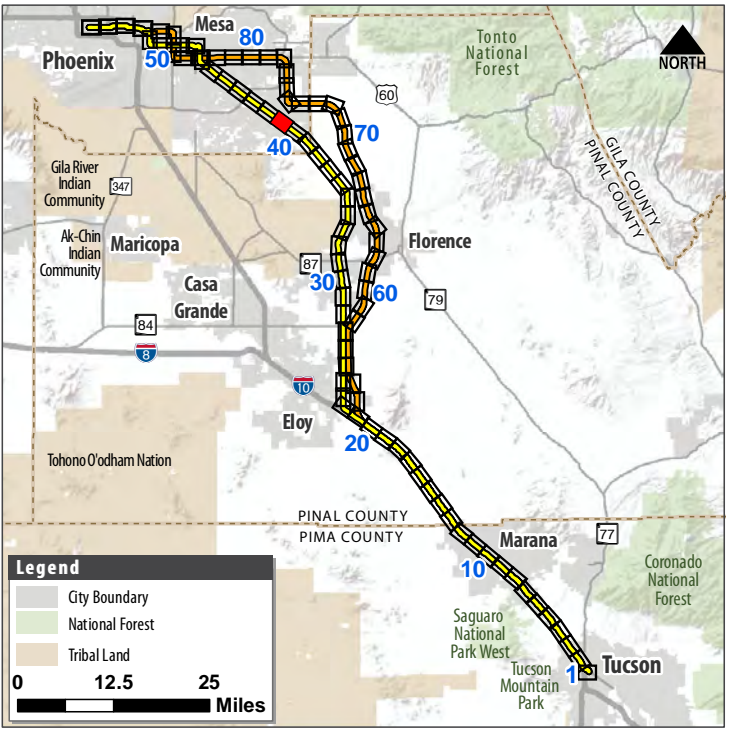 Mesa
80
Phoenix
50
Tonto
National
Forest
NORTH
60
70
40
GILA COUNTY
PINAL COUNTY
Gila River
Indian
Community
347
Ak-Chin
Indian
Community
Maricopa
Florence
87
30
60
Casa
Grande
79
84
8
10
Eloy
20
Tohono O'odham Nation
PINAL COUNTY
PIMA COUNTY
Marana
77
10
Coronado
National
Forest
Saguaro
National
Park West
Tucson
Mountain
Park
1
Tucson
Legend
City Boundary
National Forest
Tribal Land
0 12.5 25
Miles